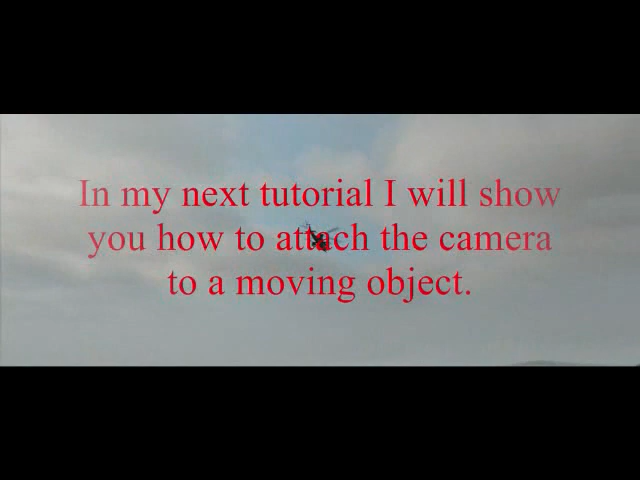 In my next tutorial I will show
you how to attach the camera
to a moving object.